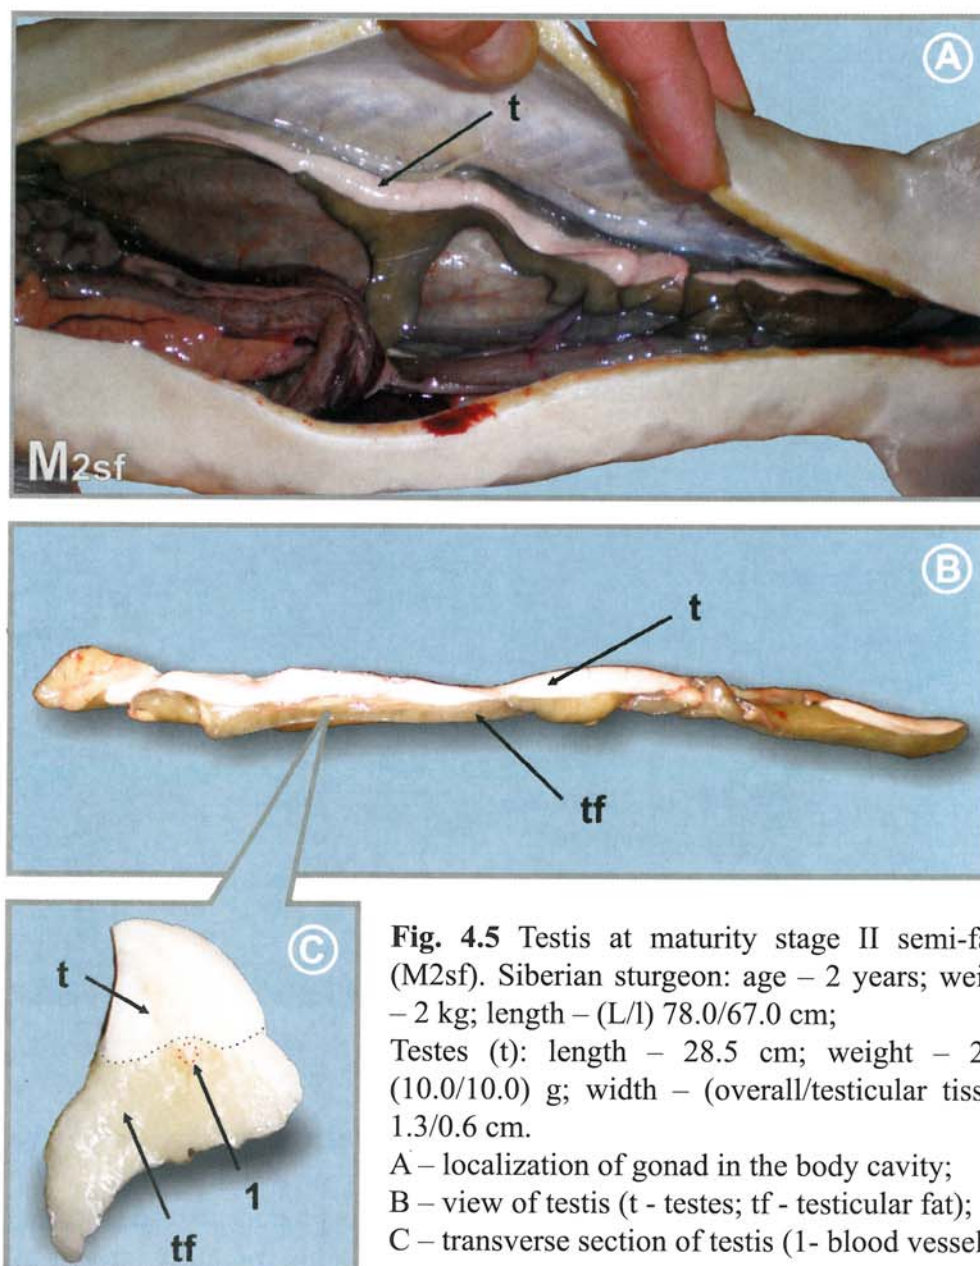 A
t
M2sf
B
t
tf
C
t
1
tf
Fig. 4.5 Testis at maturity stage II semi-fa
(M2sf). Siberian sturgeon: age – 2 years; wei
– 2 kg; length – (L/l) 78.0/67.0 cm;
Testes (t): length – 28.5 cm; weight – 2
(10.0/10.0) g; width – (overall/testicular tiss
1.3/0.6 cm.
A – localization of gonad in the body cavity;
B – view of testis (t - testes; tf - testicular fat);
C – transverse section of testis (1- blood vessel